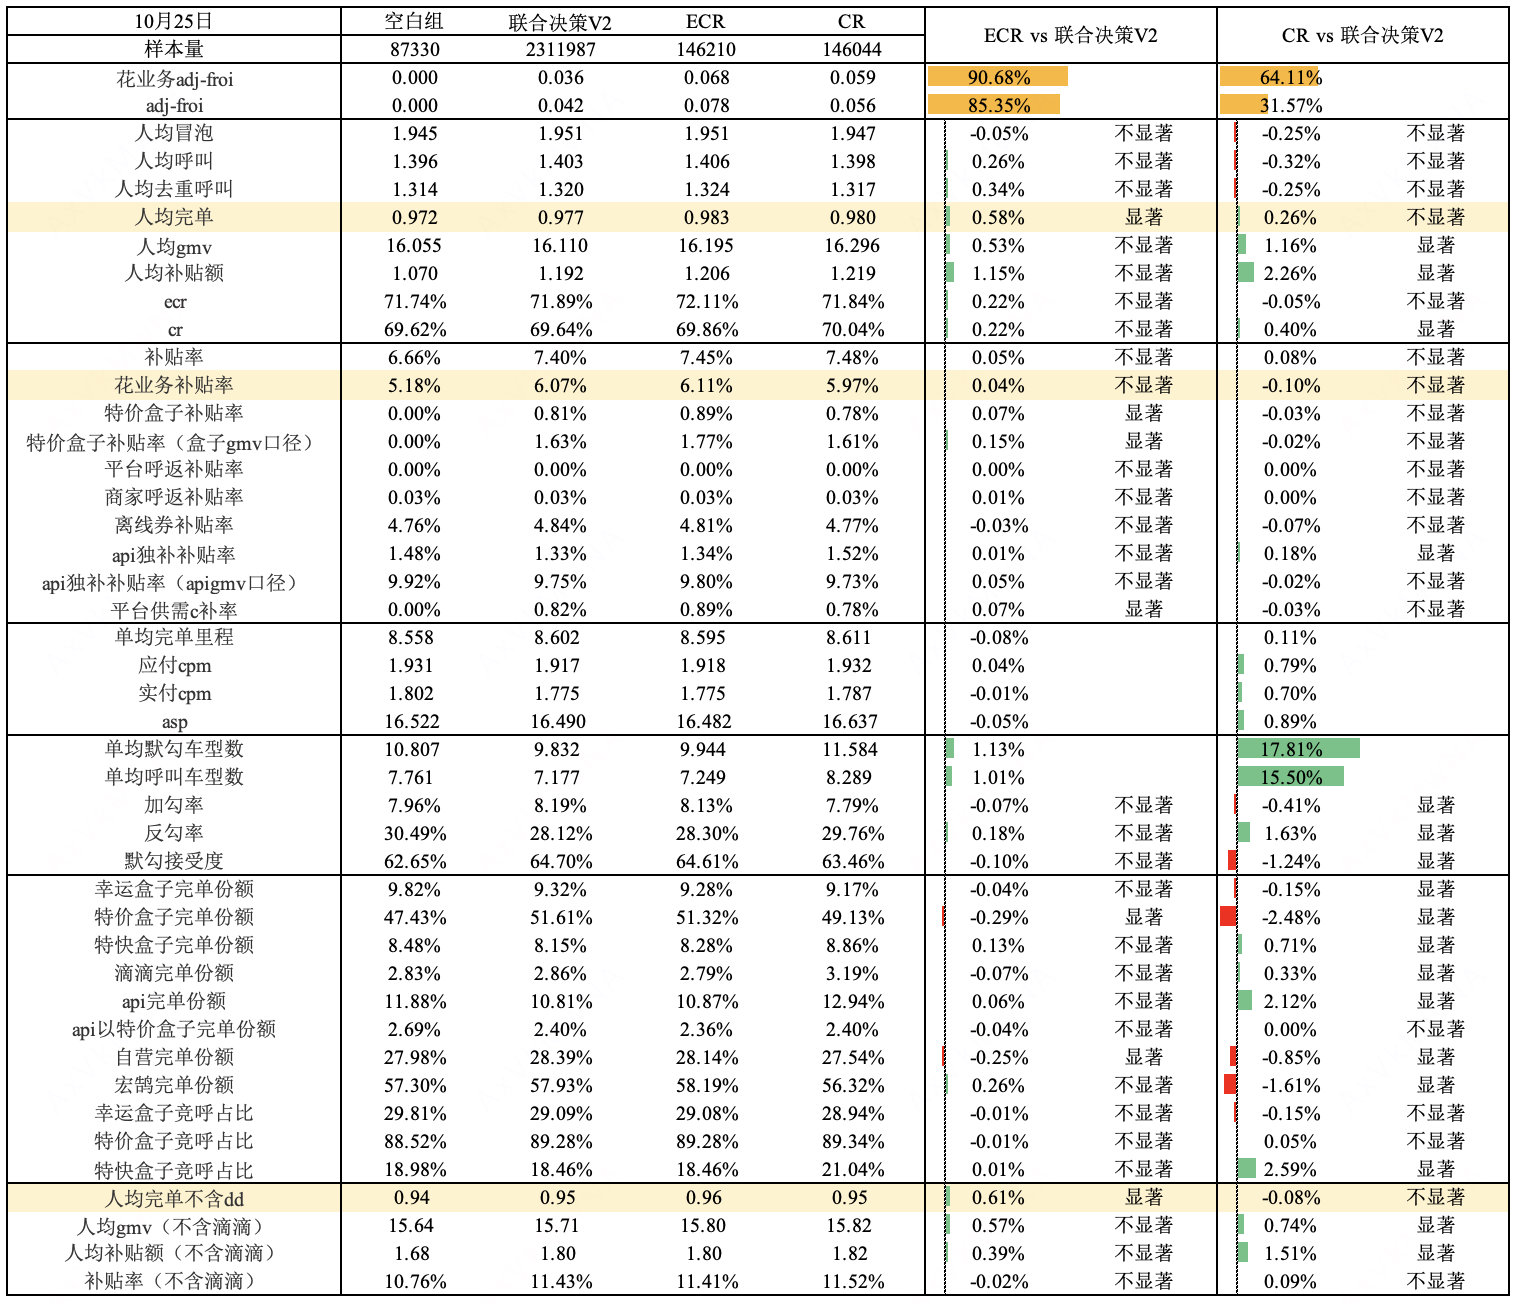 10月25日 空白组 联合决策V2 ECR CR ECR vs 联合决策V2 CR vs 联合决策V2
样本量 87330 2311987 146210 146044
花业务adj-froi 0.000 0.036 0.068 0.059 90.68% 64.11%
adj-froi 0.000 0.042 0.078 0.056 85.35% 31.57%
人均冒泡 1.945 1.951 1.951 1.947 -0.05% 不显著 -0.25% 不显著
人均呼叫 1.396 1.403 1.406 1.398 0.26% 不显著 -0.32% 不显著
人均去重呼叫 1.314 1.320 1.324 1.317 0.34% 不显著 -0.25% 不显著
人均完单 0.972 0.977 0.983 0.980 0.58% 显著 0.26% 不显著
人均gmv 16.055 16.110 16.195 16.296 0.53% 不显著 1.16% 显著
人均补贴额 1.070 1.192 1.206 1.219 1.15% 不显著 2.26% 显著
ecr 71.74% 71.89% 72.11% 71.84% 0.22% 不显著 -0.05% 不显著
cr 69.62% 69.64% 69.86% 70.04% 0.22% 不显著 0.40% 显著
补贴率 6.66% 7.40% 7.45% 7.48% 0.05% 不显著 0.08% 不显著
花业务补贴率 5.18% 6.07% 6.11% 5.97% 0.04% 不显著 -0.10% 不显著
特价盒子补贴率 0.00% 0.81% 0.89% 0.78% 0.07% 显著 -0.03% 不显著
特价盒子补贴率（盒子gmv口径） 0.00% 1.63% 1.77% 1.61% 0.15% 显著 -0.02% 不显著
平台呼返补贴率 0.00% 0.00% 0.00% 0.00% 0.00% 不显著 0.00% 不显著
商家呼返补贴率 0.03% 0.03% 0.03% 0.03% 0.01% 不显著 0.00% 不显著
离线券补贴率 4.76% 4.84% 4.81% 4.77% -0.03% 不显著 -0.07% 不显著
api独补补贴率 1.48% 1.33% 1.34% 1.52% 0.01% 不显著 0.18% 显著
api独补补贴率（apigmv口径） 9.92% 9.75% 9.80% 9.73% 0.05% 不显著 -0.02% 不显著
平台供需c补率 0.00% 0.82% 0.89% 0.78% 0.07% 显著 -0.03% 不显著
单均完单里程 8.558 8.602 8.595 8.611 -0.08% 0.11%
应付cpm 1.931 1.917 1.918 1.932 0.04% 0.79%
实付cpm 1.802 1.775 1.775 1.787 -0.01% 0.70%
asp 16.522 16.490 16.482 16.637 -0.05% 0.89%
单均默勾车型数 10.807 9.832 9.944 11.584 1.13% 17.81%
单均呼叫车型数 7.761 7.177 7.249 8.289 1.01% 15.50%
加勾率 7.96% 8.19% 8.13% 7.79% -0.07% 不显著 -0.41% 显著
反勾率 30.49% 28.12% 28.30% 29.76% 0.18% 不显著 1.63% 显著
默勾接受度 62.65% 64.70% 64.61% 63.46% -0.10% 不显著 -1.24% 显著
幸运盒子完单份额 9.82% 9.32% 9.28% 9.17% -0.04% 不显著 -0.15% 显著
特价盒子完单份额 47.43% 51.61% 51.32% 49.13% -0.29% 显著 -2.48% 显著
特快盒子完单份额 8.48% 8.15% 8.28% 8.86% 0.13% 不显著 0.71% 显著
滴滴完单份额 2.83% 2.86% 2.79% 3.19% -0.07% 不显著 0.33% 显著
api完单份额 11.88% 10.81% 10.87% 12.94% 0.06% 不显著 2.12% 显著
api以特价盒子完单份额 2.69% 2.40% 2.36% 2.40% -0.04% 不显著 0.00% 不显著
自营完单份额 27.98% 28.39% 28.14% 27.54% -0.25% 显著 -0.85% 显著
宏鹄完单份额 57.30% 57.93% 58.19% 56.32% 0.26% 不显著 -1.61% 显著
幸运盒子竞呼占比 29.81% 29.09% 29.08% 28.94% -0.01% 不显著 -0.15% 不显著
特价盒子竞呼占比 88.52% 89.28% 89.28% 89.34% -0.01% 不显著 0.05% 不显著
特快盒子竞呼占比 18.98% 18.46% 18.46% 21.04% 0.01% 不显著 2.59% 显著
人均完单不含dd 0.94 0.95 0.96 0.95 0.61% 显著 -0.08% 不显著
人均gmv（不含滴滴） 15.64 15.71 15.80 15.82 0.57% 不显著 0.74% 显著
人均补贴额（不含滴滴） 1.68 1.80 1.80 1.82 0.39% 不显著 1.51% 显著
补贴率（不含滴滴） 10.76% 11.43% 11.41% 11.52% -0.02% 不显著 0.09% 不显著